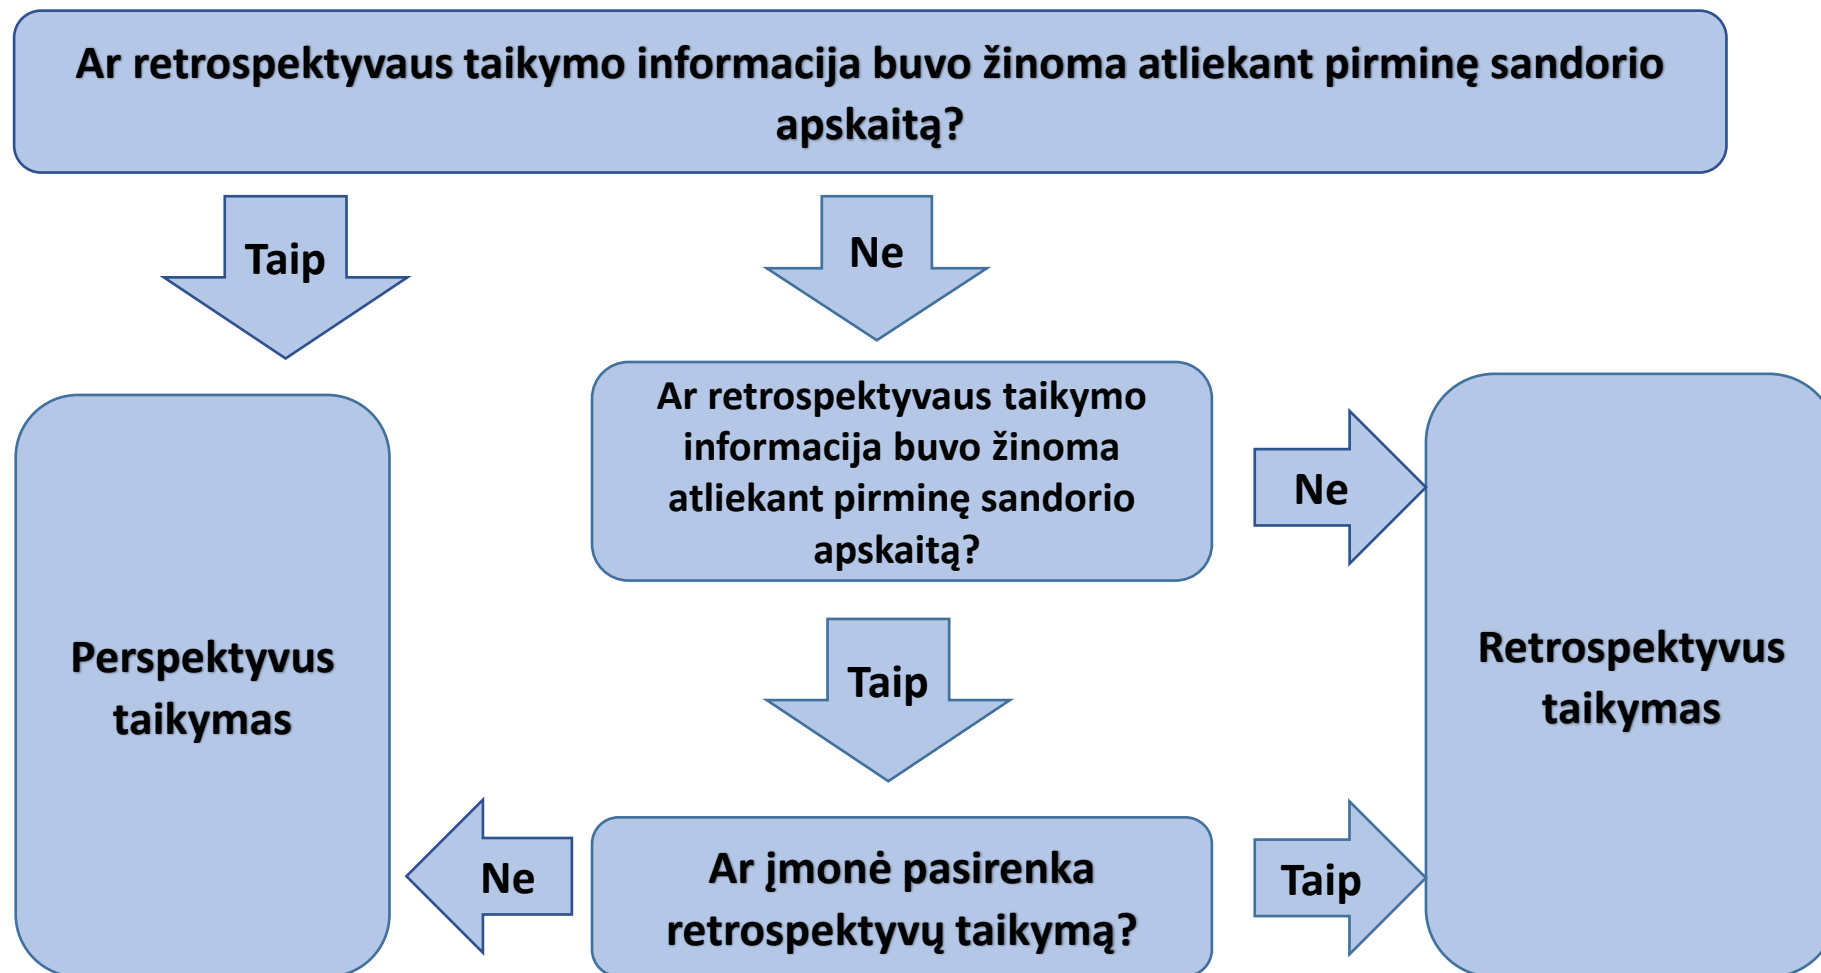 Ar retrospektyvaus taikymo informacija buvo žinoma atliekant pirminę sandorio
apskaitą?
Taip
Ne
Ar retrospektyvaus taikymo
informacija buvo žinoma
atliekant pirminę sandorio
apskaitą?
Ne
Perspektyvus
taikymas
Retrospektyvus
taikymas
Taip
Ne
Ar įmonė pasirenka
retrospektyvų taikymą?
Taip